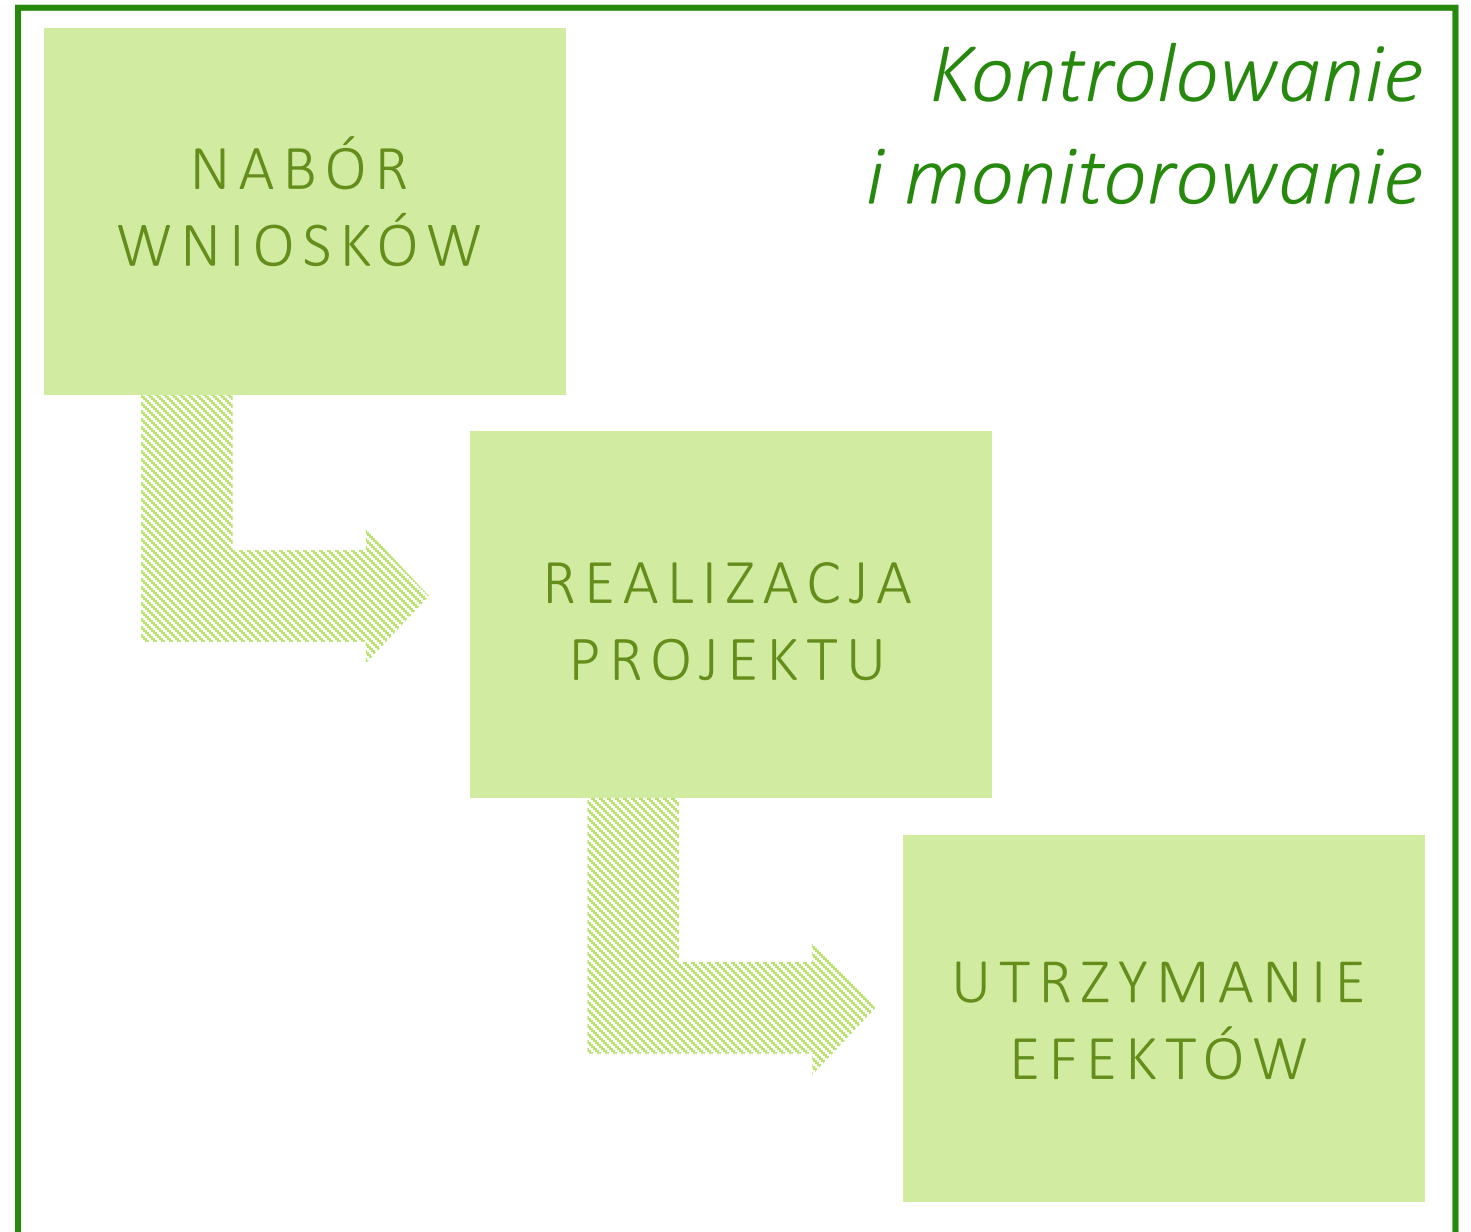 Kontrolowanie
i monitorowanie
NABÓR
WNIOSKÓW
REALIZACJA
PROJEKTU
UTRZYMANIE
EFEKTÓW